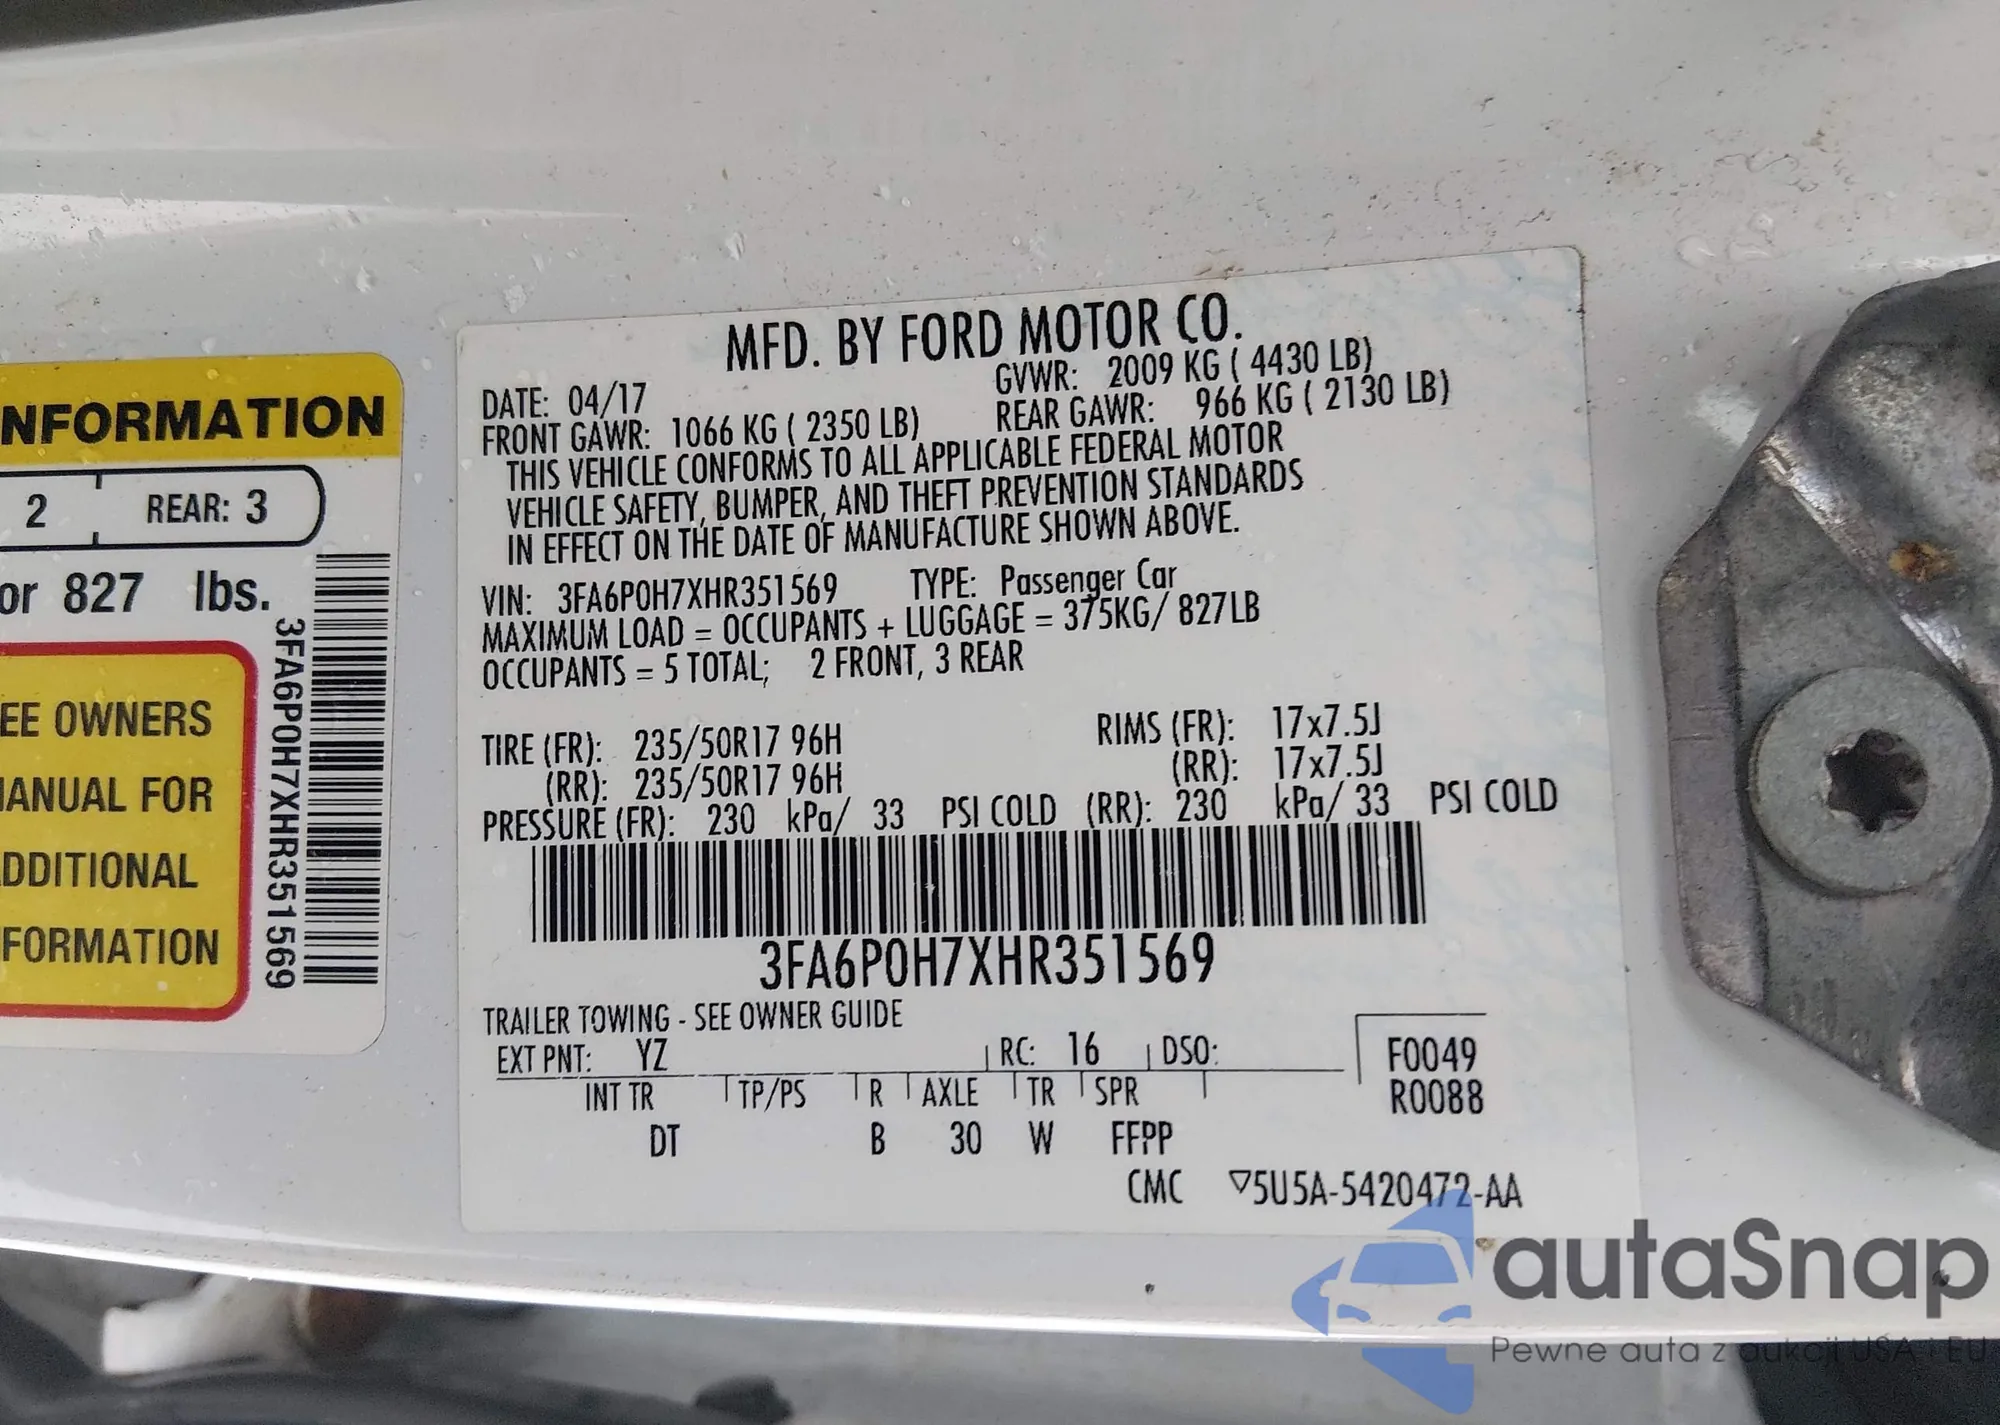 NFORMATION
2 REAR: 3
or 827 lbs.
EE OWNERS
ANUAL FOR
DDITIONAL
FORMATION
3FA6P0H7XHR351569
MFD. BY FORD MOTOR CO.
DATE: 04/17 GVWR: 2009 KG ( 4430 LB)
FRONT GAWR: 1066 KG ( 2350 LB) REAR GAWR: 966 KG ( 2130 LB)
THIS VEHICLE CONFORMS TO ALL APPLICABLE FEDERAL MOTOR
VEHICLE SAFETY, BUMPER, AND THEFT PREVENTION STANDARDS
IN EFFECT ON THE DATE OF MANUFACTURE SHOWN ABOVE.
VIN: 3FA6P0H7XHR351569 TYPE: Passenger Car
MAXIMUM LOAD = OCCUPANTS + LUGGAGE = 375KG/ 827LB
OCCUPANTS = 5 TOTAL; 2 FRONT, 3 REAR
TIRE (FR): 235/50R17 96H RIMS (FR): 17x7.5J
(RR): 235/50R17 96H (RR): 17x7.5J
PRESSURE (FR): 230 kPa/ 33 PSI COLD (RR): 230 kPa/ 33 PSI COLD
3FA6P0H7XHR351569
TRAILER TOWING - SEE OWNER GUIDE
EXT PNT: YZ RC: 16 DSO: F0049
INT TR TP/PS R AXLE TR SPR R0088
DT B 30 W FFPP
CMC ▽5U5A-5420472-AA
autaSnap
Pewne auta z aukcji USA i EU